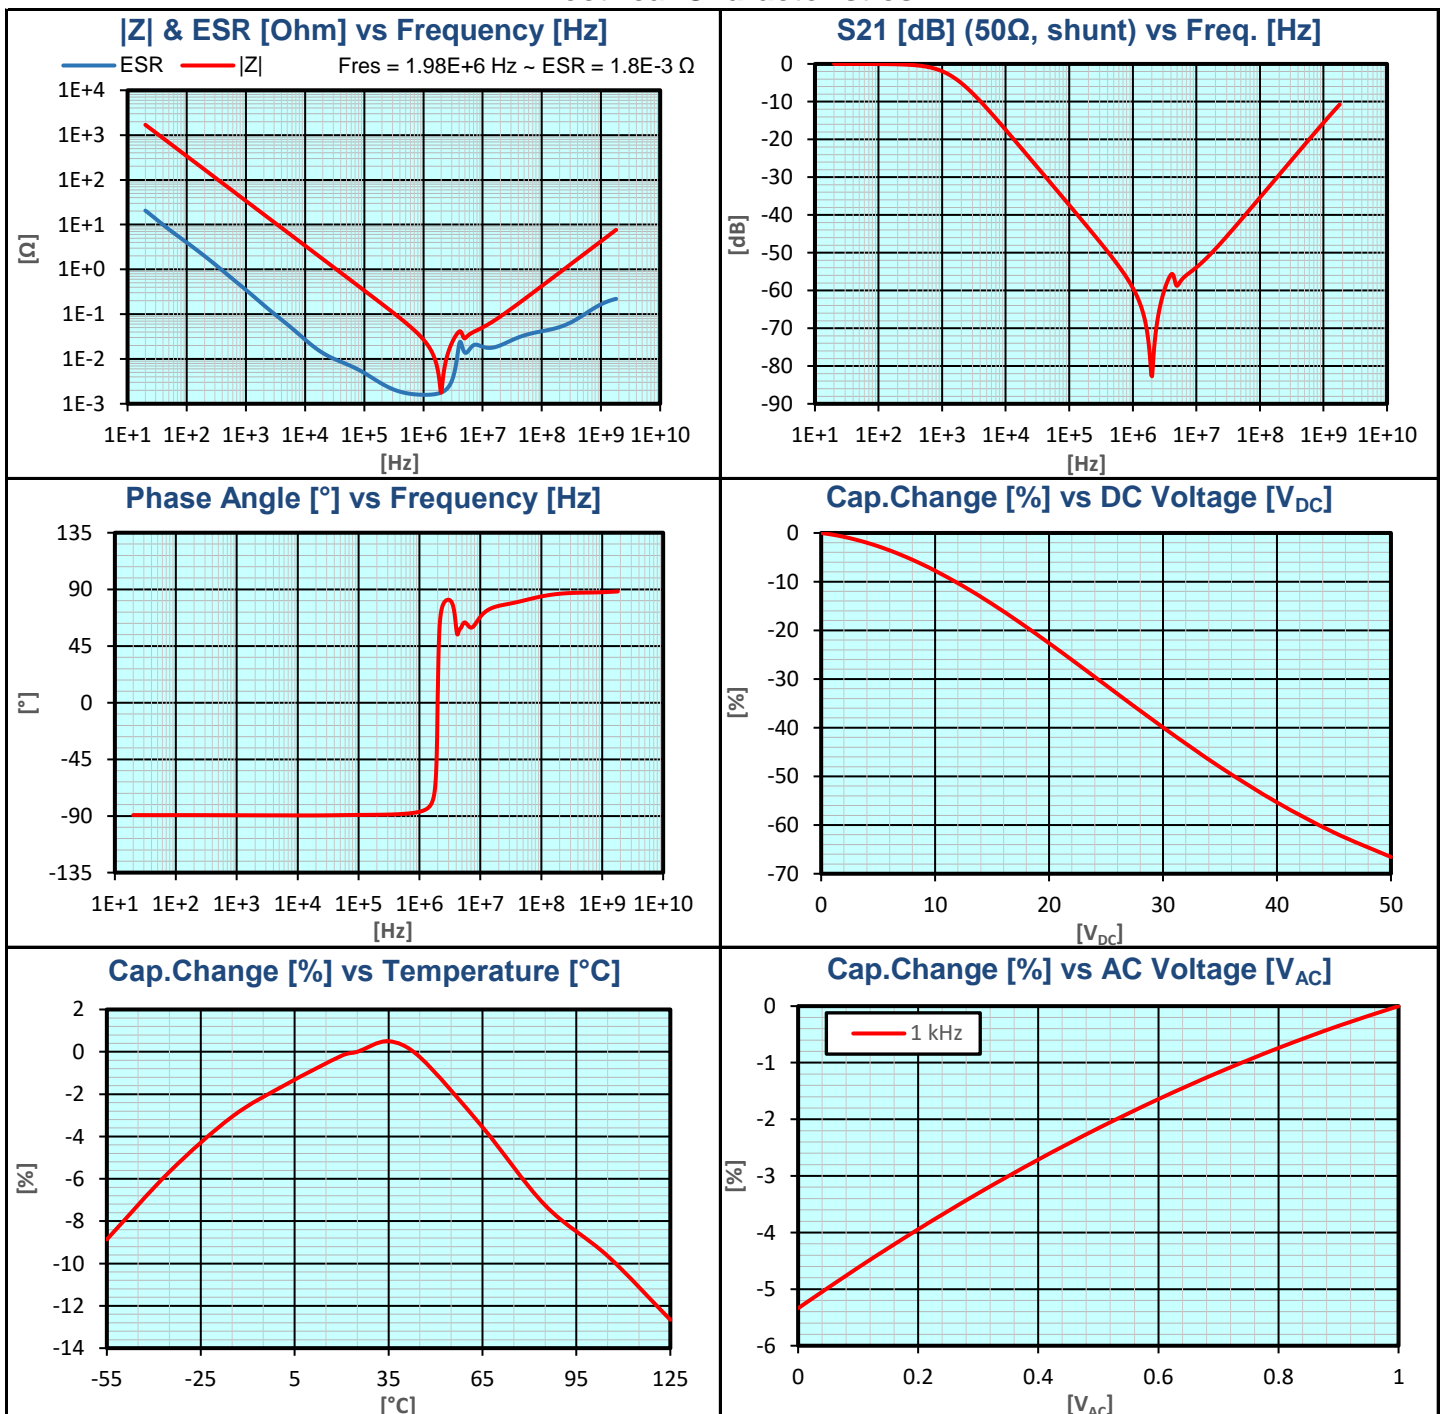 |Z| & ESR [Ohm] vs Frequency [Hz]
ESR |Z| Fres = 1.98E+6 Hz ~ ESR = 1.8E-3 Ω
1E+4
1E+3
1E+2
1E+1
1E+0
1E-1
1E-2
1E-3
[Ω]
1E+1 1E+2 1E+3 1E+4 1E+5 1E+6 1E+7 1E+8 1E+9 1E+10
[Hz]
S21 [dB] (50Ω, shunt) vs Freq. [Hz]
0
-10
-20
-30
-40
-50
-60
-70
-80
-90
[dB]
1E+1 1E+2 1E+3 1E+4 1E+5 1E+6 1E+7 1E+8 1E+9 1E+10
[Hz]
Phase Angle [°] vs Frequency [Hz]
135
90
45
0
-45
-90
-135
[°]
1E+1 1E+2 1E+3 1E+4 1E+5 1E+6 1E+7 1E+8 1E+9 1E+10
[Hz]
Cap.Change [%] vs DC Voltage [VDC]
0
-10
-20
-30
-40
-50
-60
-70
[%]
0 10 20 30 40 50
[VDC]
Cap.Change [%] vs Temperature [°C]
2
0
-2
-4
-6
-8
-10
-12
-14
[%]
-55 -25 5 35 65 95 125
[°C]
Cap.Change [%] vs AC Voltage [VAC]
1 kHz
0
-1
-2
-3
-4
-5
-6
[%]
0 0.2 0.4 0.6 0.8 1
[VAC]